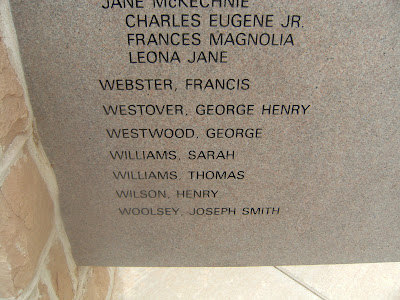 JANE McKECHNIE
CHARLES EUGENE JR.
FRANCES MAGNOLIA
LEONA JANE
WEBSTER, FRANCIS
WESTOVER, GEORGE HENRY
WESTWOOD, GEORGE
WILLIAMS, SARAH
WILLIAMS, THOMAS
WILSON, HENRY
WOOLSEY, JOSEPH SMITH